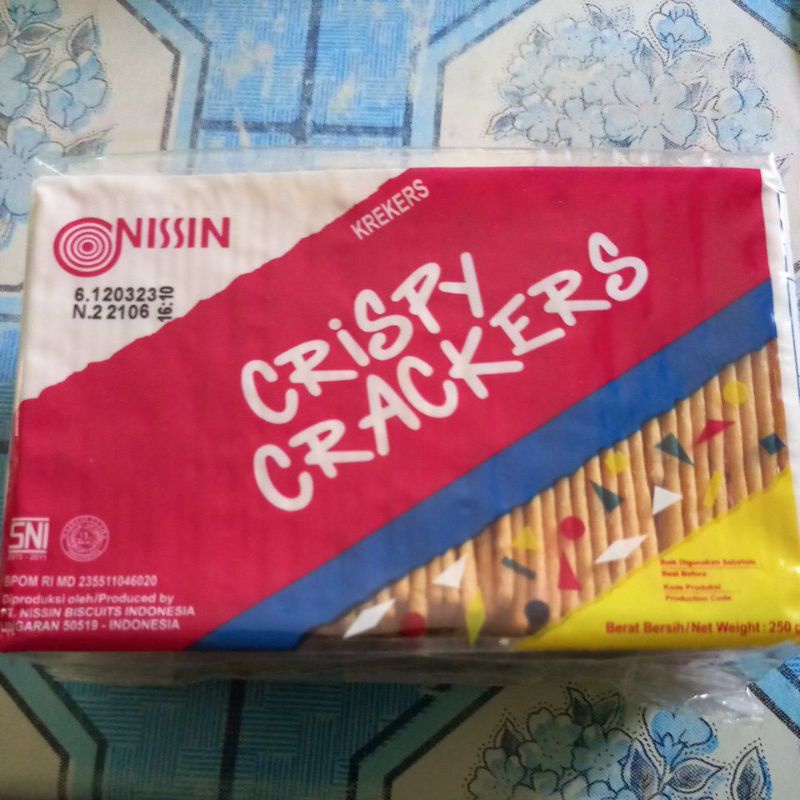 NISSIN
KREKERS
6.120323
N.2 2106
16:10
CRiSPY
CRACKERS
SNI
2973 - 2011
BPOM RI MD 235511046020
Diproduksi oleh/Produced by
PT. NISSIN BISCUITS INDONESIA
UNGARAN 50519 - INDONESIA
Baik Digunakan Sebelum
Best Before
Kode Produksi
Production Code
Berat Bersih/Net Weight : 250 g